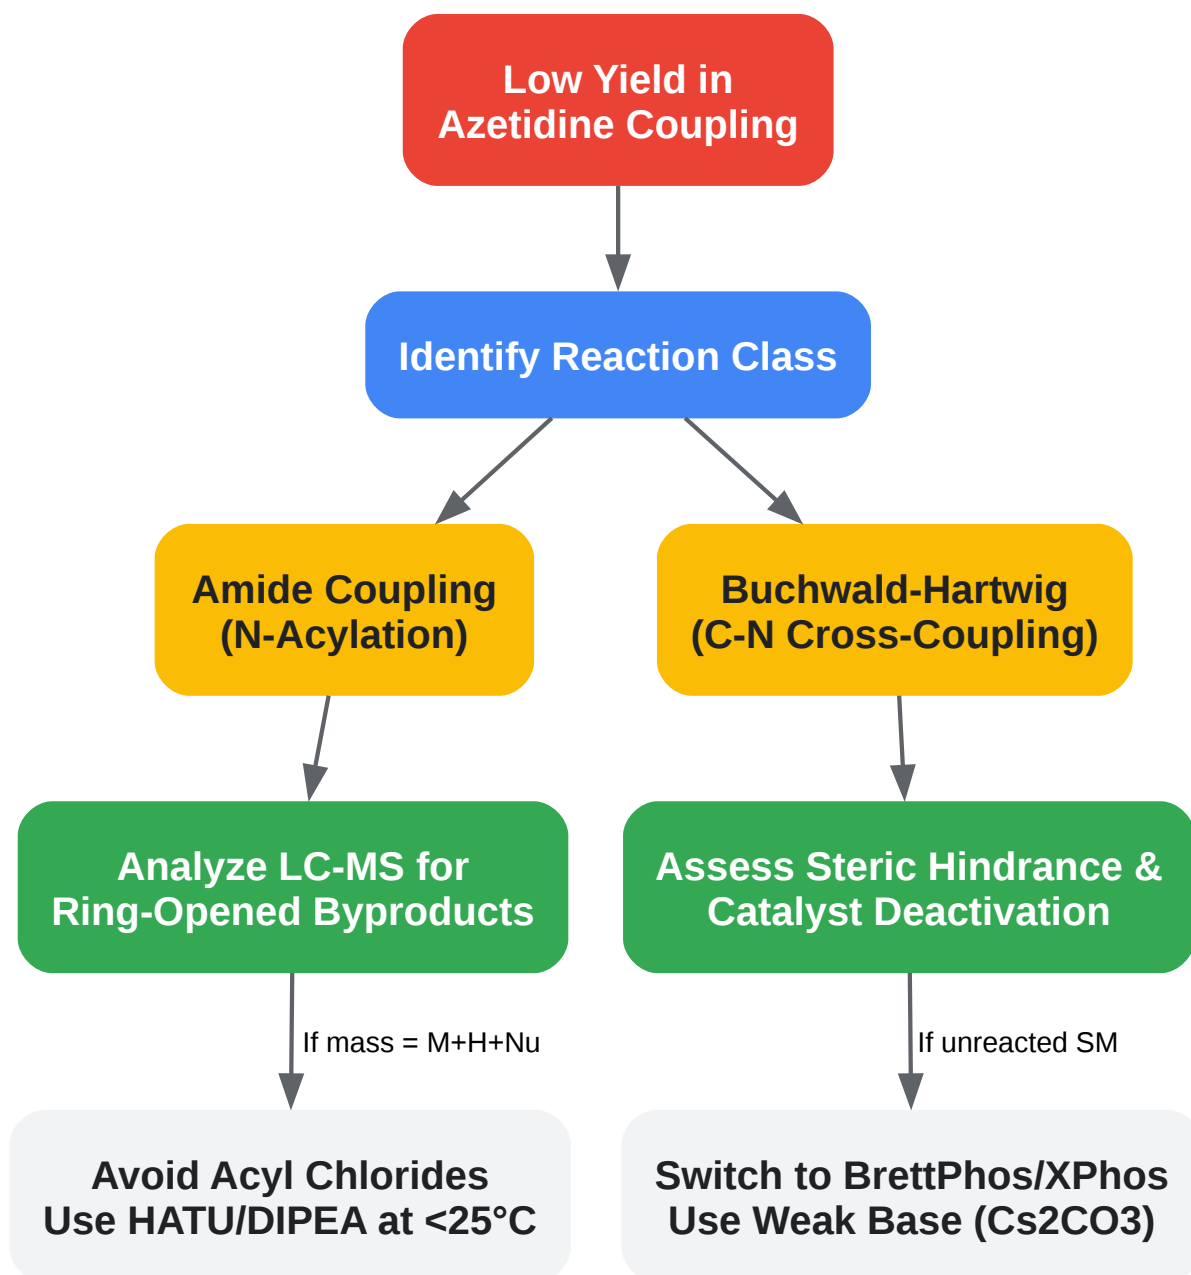 Low Yield in
Azetidine Coupling
Identify Reaction Class
Amide Coupling
(N-Acylation)
Buchwald-Hartwig
(C-N Cross-Coupling)
Analyze LC-MS for
Ring-Opened Byproducts
Assess Steric Hindrance &
Catalyst Deactivation
If mass = M+H+Nu
If unreacted SM
Avoid Acyl Chlorides
Use HATU/DIPEA at <25°C
Switch to BrettPhos/XPhos
Use Weak Base (Cs2CO3)